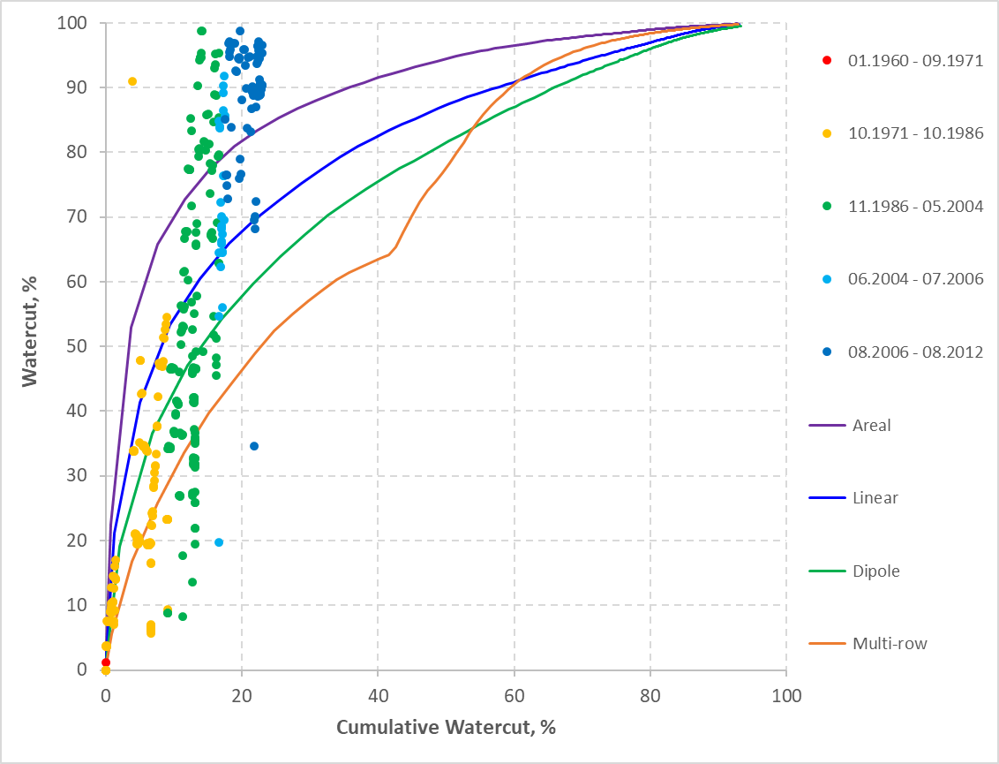 100
90
80
70
60
50
40
30
20
10
0
Watercut, %
0 20 40 60 80 100
Cumulative Watercut, %
01.1960 - 09.1971
10.1971 - 10.1986
11.1986 - 05.2004
06.2004 - 07.2006
08.2006 - 08.2012
Areal
Linear
Dipole
Multi-row